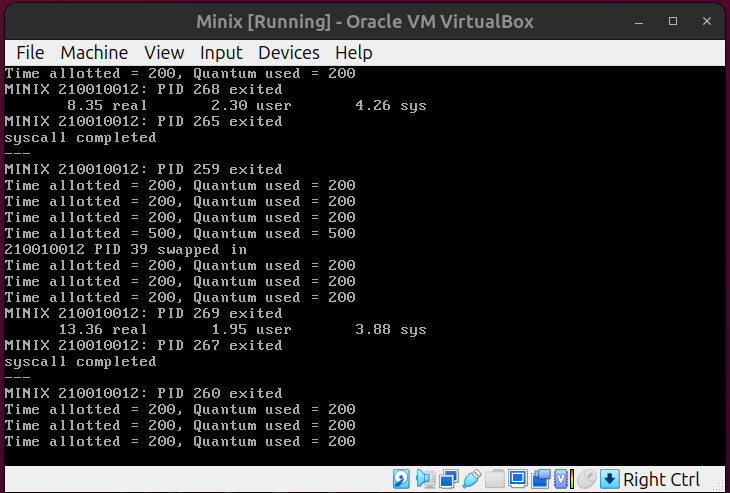 Minix [Running] - Oracle VM VirtualBox
File Machine View Input Devices Help
Time allotted = 200, Quantum used = 200
MINIX 210010012: PID 268 exited
8.35 real 2.30 user 4.26 sys
MINIX 210010012: PID 265 exited
syscall completed
---
MINIX 210010012: PID 259 exited
Time allotted = 200, Quantum used = 200
Time allotted = 200, Quantum used = 200
Time allotted = 200, Quantum used = 200
Time allotted = 500, Quantum used = 500
210010012 PID 39 swapped in
Time allotted = 200, Quantum used = 200
Time allotted = 200, Quantum used = 200
Time allotted = 200, Quantum used = 200
MINIX 210010012: PID 269 exited
13.36 real 1.95 user 3.88 sys
MINIX 210010012: PID 267 exited
syscall completed
---
MINIX 210010012: PID 260 exited
Time allotted = 200, Quantum used = 200
Time allotted = 200, Quantum used = 200
Time allotted = 200, Quantum used = 200
Right Ctrl